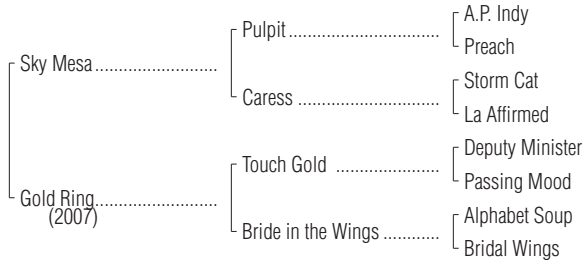 A.P. Indy
Pulpit
Preach
Sky Mesa
Storm Cat
Caress
La Affirmed
Deputy Minister
Touch Gold
Passing Mood
Gold Ring
(2007)
Alphabet Soup
Bride in the Wings
Bridal Wings